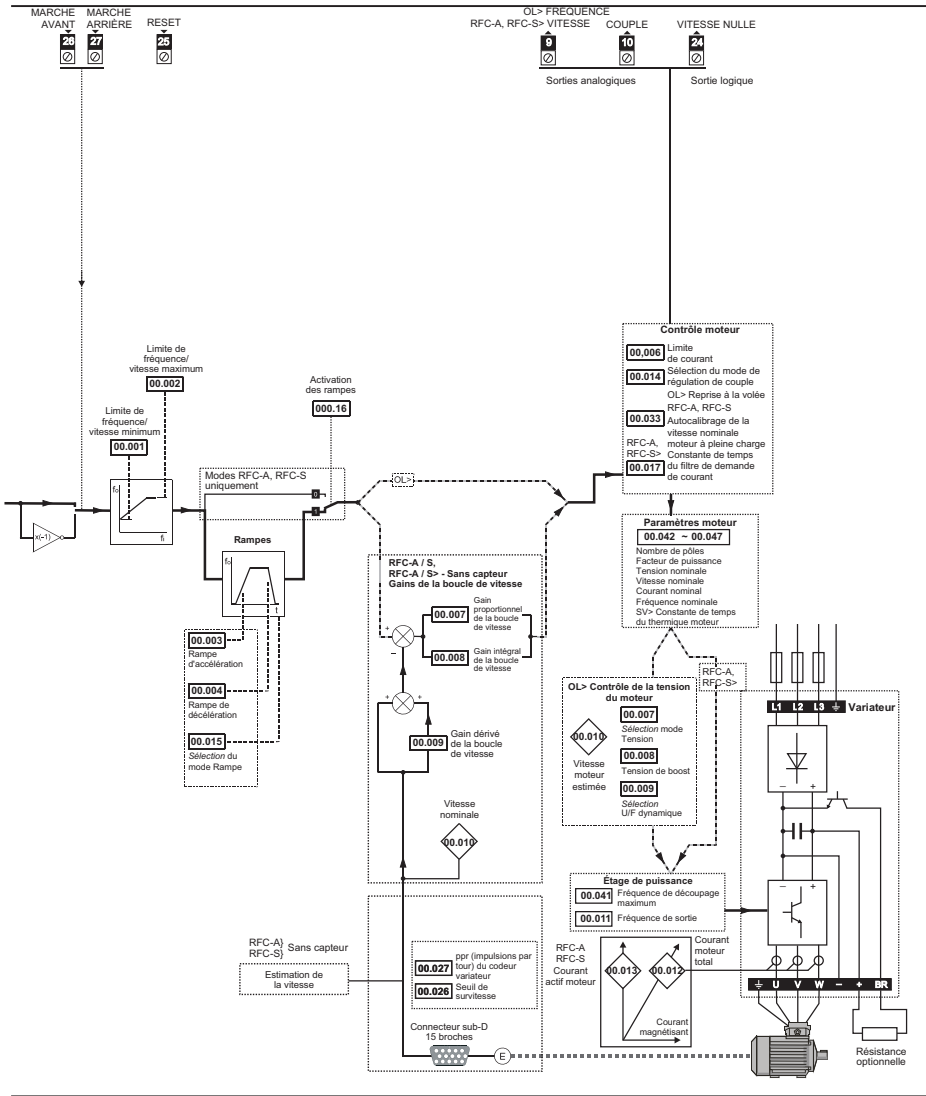 MARCHE
AVANT
MARCHE
ARRIÈRE
RESET
26
27
25
OL> FRÉQUENCE
RFC-A, RFC-S> VITESSE
COUPLE
VITESSE NULLE
9
10
24
Sorties analogiques
Sortie logique
Limite de
fréquence/
vitesse maximum
00.002
Limite de
fréquence/
vitesse minimum
00.001
Activation
des rampes
000.16
Contrôle moteur
00,006
Limite
de courant
00.014
Sélection du mode de
régulation de couple
OL> Reprise à la volée
RFC-A, RFC-S
00.033
Autocalibrage de la
vitesse nominale
moteur à pleine charge
RFC-A,
RFC-S>
00.017
Constante de temps
du filtre de demande
de courant
Modes RFC-A, RFC-S
uniquement
0
1
OL>
x(-1)
Rampes
Paramètres moteur
00.042 ~ 00.047
Nombre de pôles
Facteur de puissance
Tension nominale
Vitesse nominale
Courant nominal
Fréquence nominale
SV> Constante de temps
du thermique moteur
RFC-A / S,
RFC-A / S> - Sans capteur
Gains de la boucle de vitesse
00.007
Gain
proportionnel
de la boucle
de vitesse
00.008
Gain intégral
de la boucle
de vitesse
+
–
+
+
00.009
Gain dérivé
de la boucle
de vitesse
00.003
Rampe
d'accélération
00.004
Rampe de
décélération
00.015
Sélection du
mode Rampe
RFC-A,
RFC-S>
OL> Contrôle de la tension
du moteur
00.007
Sélection mode
Tension
00.010
Vitesse
moteur
estimée
00.008
Tension de boost
00.009
Sélection
U/F dynamique
L1 L2 L3
Variateur
– +
Vitesse
nominale
00.010
Étage de puissance
00.041
Fréquence de découpage
maximum
00.011
Fréquence de sortie
– +
RFC-A}
RFC-S}
Sans capteur
Estimation de
la vitesse
00.027
ppr (impulsions par
tour) du codeur
variateur
00.026
Seuil de
survitesse
Connecteur sub-D
15 broches
E
RFC-A
RFC-S
Courant
actif moteur
00.013
00.012
Courant
moteur
total
Courant
magnétisant
U V W – + BR
Résistance
optionnelle